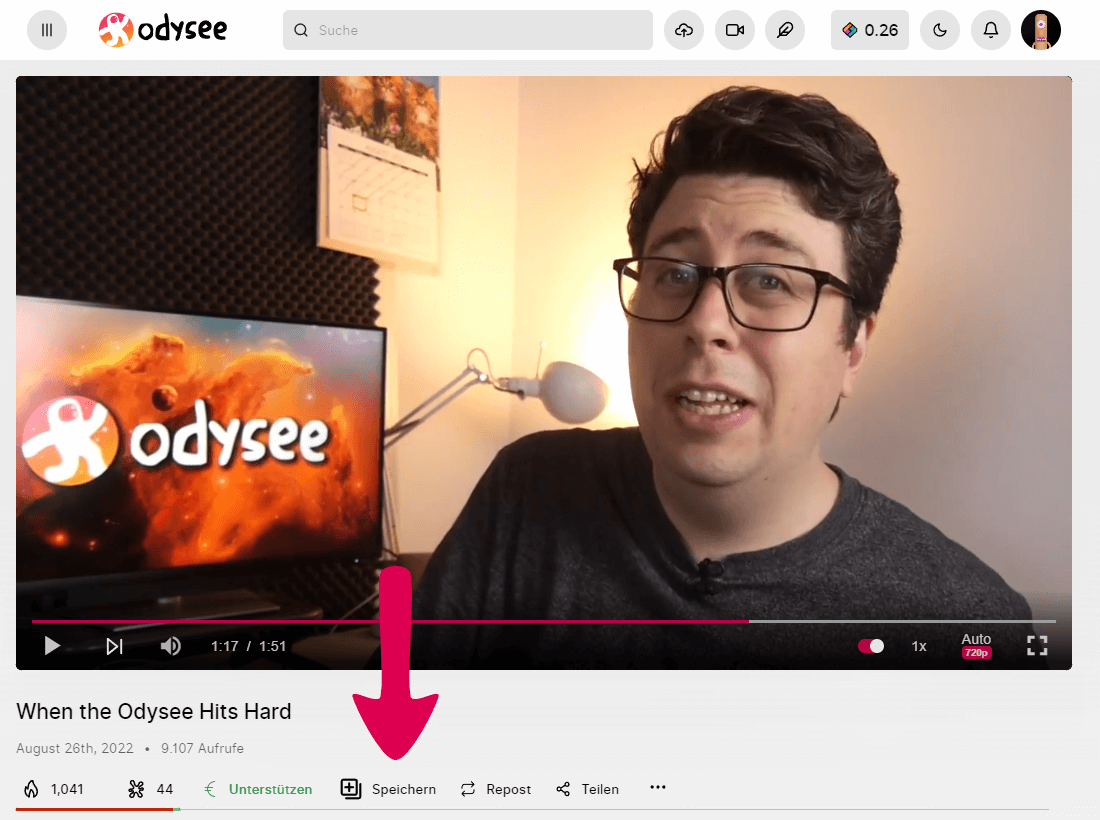 odysee
Suche
0.26
odysee
1:17 / 1:51
1x
Auto
720p
When the Odysee Hits Hard
August 26th, 2022 • 9.107 Aufrufe
1,041 44 € Unterstützen Speichern Repost Teilen